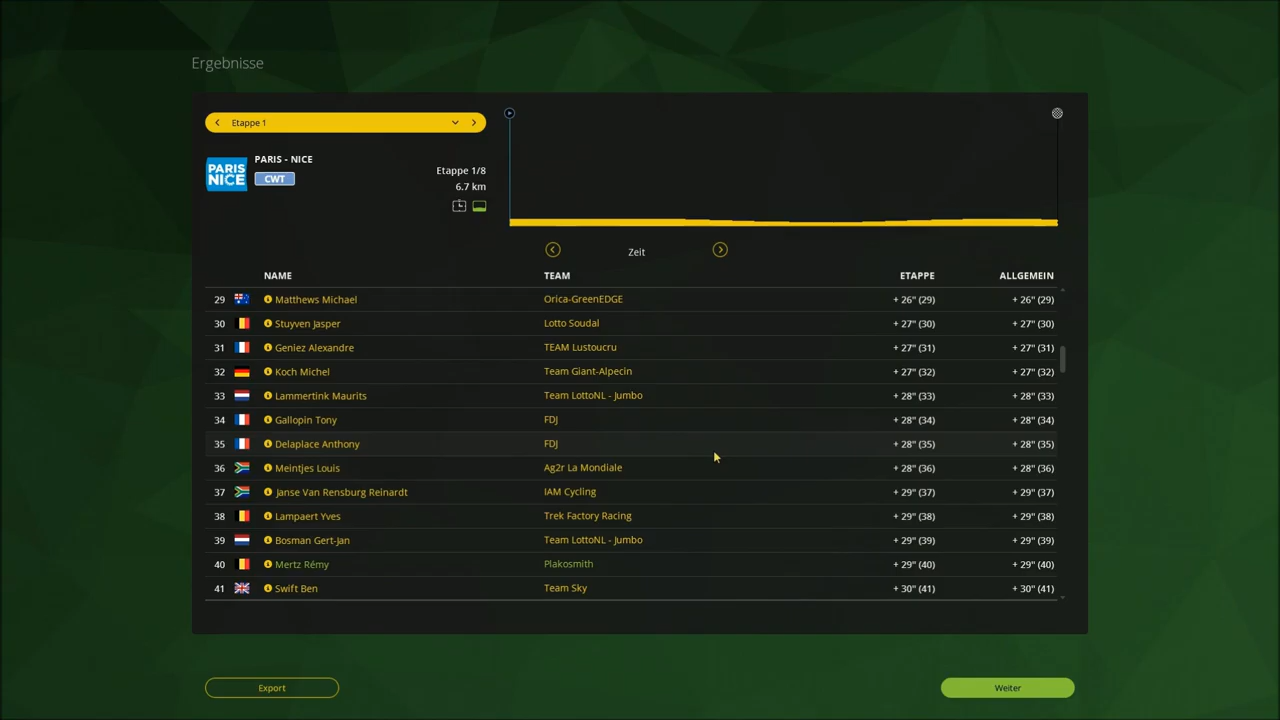 Ergebnisse
Etappe 1
PARIS NICE
PARIS - NICE
CWT
Etappe 1/8
6.7 km
Zeit
NAME TEAM ETAPPE ALLGEMEIN
29 Matthews Michael Orica-GreenEDGE + 26" (29) + 26" (29)
30 Stuyven Jasper Lotto Soudal + 27" (30) + 27" (30)
31 Geniez Alexandre TEAM Lustoucru + 27" (31) + 27" (31)
32 Koch Michel Team Giant-Alpecin + 27" (32) + 27" (32)
33 Lammertink Maurits Team LottoNL - Jumbo + 28" (33) + 28" (33)
34 Gallopin Tony FDJ + 28" (34) + 28" (34)
35 Delaplace Anthony FDJ + 28" (35) + 28" (35)
36 Meintjes Louis Ag2r La Mondiale + 28" (36) + 28" (36)
37 Janse Van Rensburg Reinardt IAM Cycling + 29" (37) + 29" (37)
38 Lampaert Yves Trek Factory Racing + 29" (38) + 29" (38)
39 Bosman Gert-Jan Team LottoNL - Jumbo + 29" (39) + 29" (39)
40 Mertz Rémy Plakosmith + 29" (40) + 29" (40)
41 Swift Ben Team Sky + 30" (41) + 30" (41)
Export Weiter